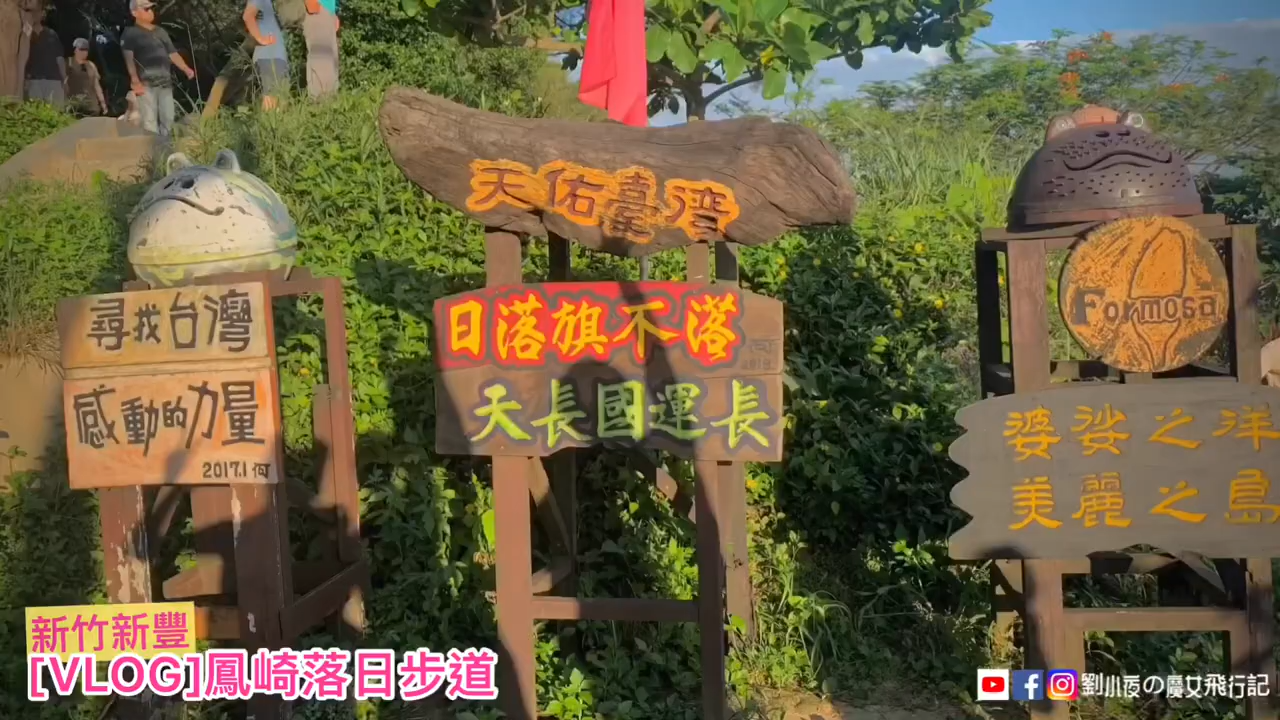 天佑臺灣
尋找台灣
感動的力量
2017.1 何
日落旗不落
天長國運長
Formosa
婆娑之洋
美麗之島
新竹新豐
[VLOG]鳳崎落日步道
劉小夜の魔女飛行記